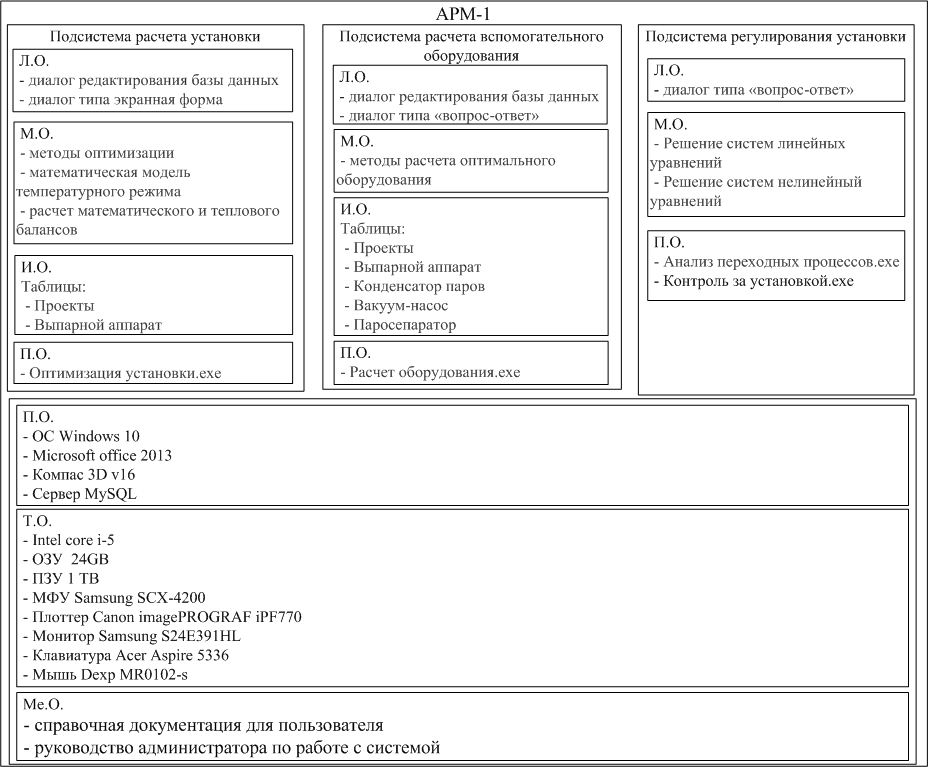 АРМ-1
Подсистема расчета установки
Л.О.
- диалог редактирования базы данных
- диалог типа экранная форма
М.О.
- методы оптимизации
- математическая модель
температурного режима
- расчет математического и теплового
балансов
И.О.
Таблицы:
- Проекты
- Выпарной аппарат
П.О.
- Оптимизация установки.exe
Подсистема расчета вспомогательного
оборудования
Л.О.
- диалог редактирования базы данных
- диалог типа «вопрос-ответ»
М.О.
- методы расчета оптимального
оборудования
И.О.
Таблицы:
- Проекты
- Выпарной аппарат
- Конденсатор паров
- Вакуум-насос
- Паросепаратор
П.О.
- Расчет оборудования.exe
Подсистема регулирования установки
Л.О.
- диалог типа «вопрос-ответ»
М.О.
- Решение систем линейных
уравнений
- Решение систем нелинейный
уравнений
П.О.
- Анализ переходных процессов.exe
- Контроль за установкой.exe
П.О.
- ОС Windows 10
- Microsoft office 2013
- Компас 3D v16
- Сервер MySQL
Т.О.
- Intel core i-5
- ОЗУ 24GB
- ПЗУ 1 ТВ
- МФУ Samsung SCX-4200
- Плоттер Canon imagePROGRAF iPF770
- Монитор Samsung S24E391HL
- Клавиатура Acer Aspire 5336
- Мышь Dexp MR0102-s
Ме.О.
- справочная документация для пользователя
- руководство администратора по работе с системой